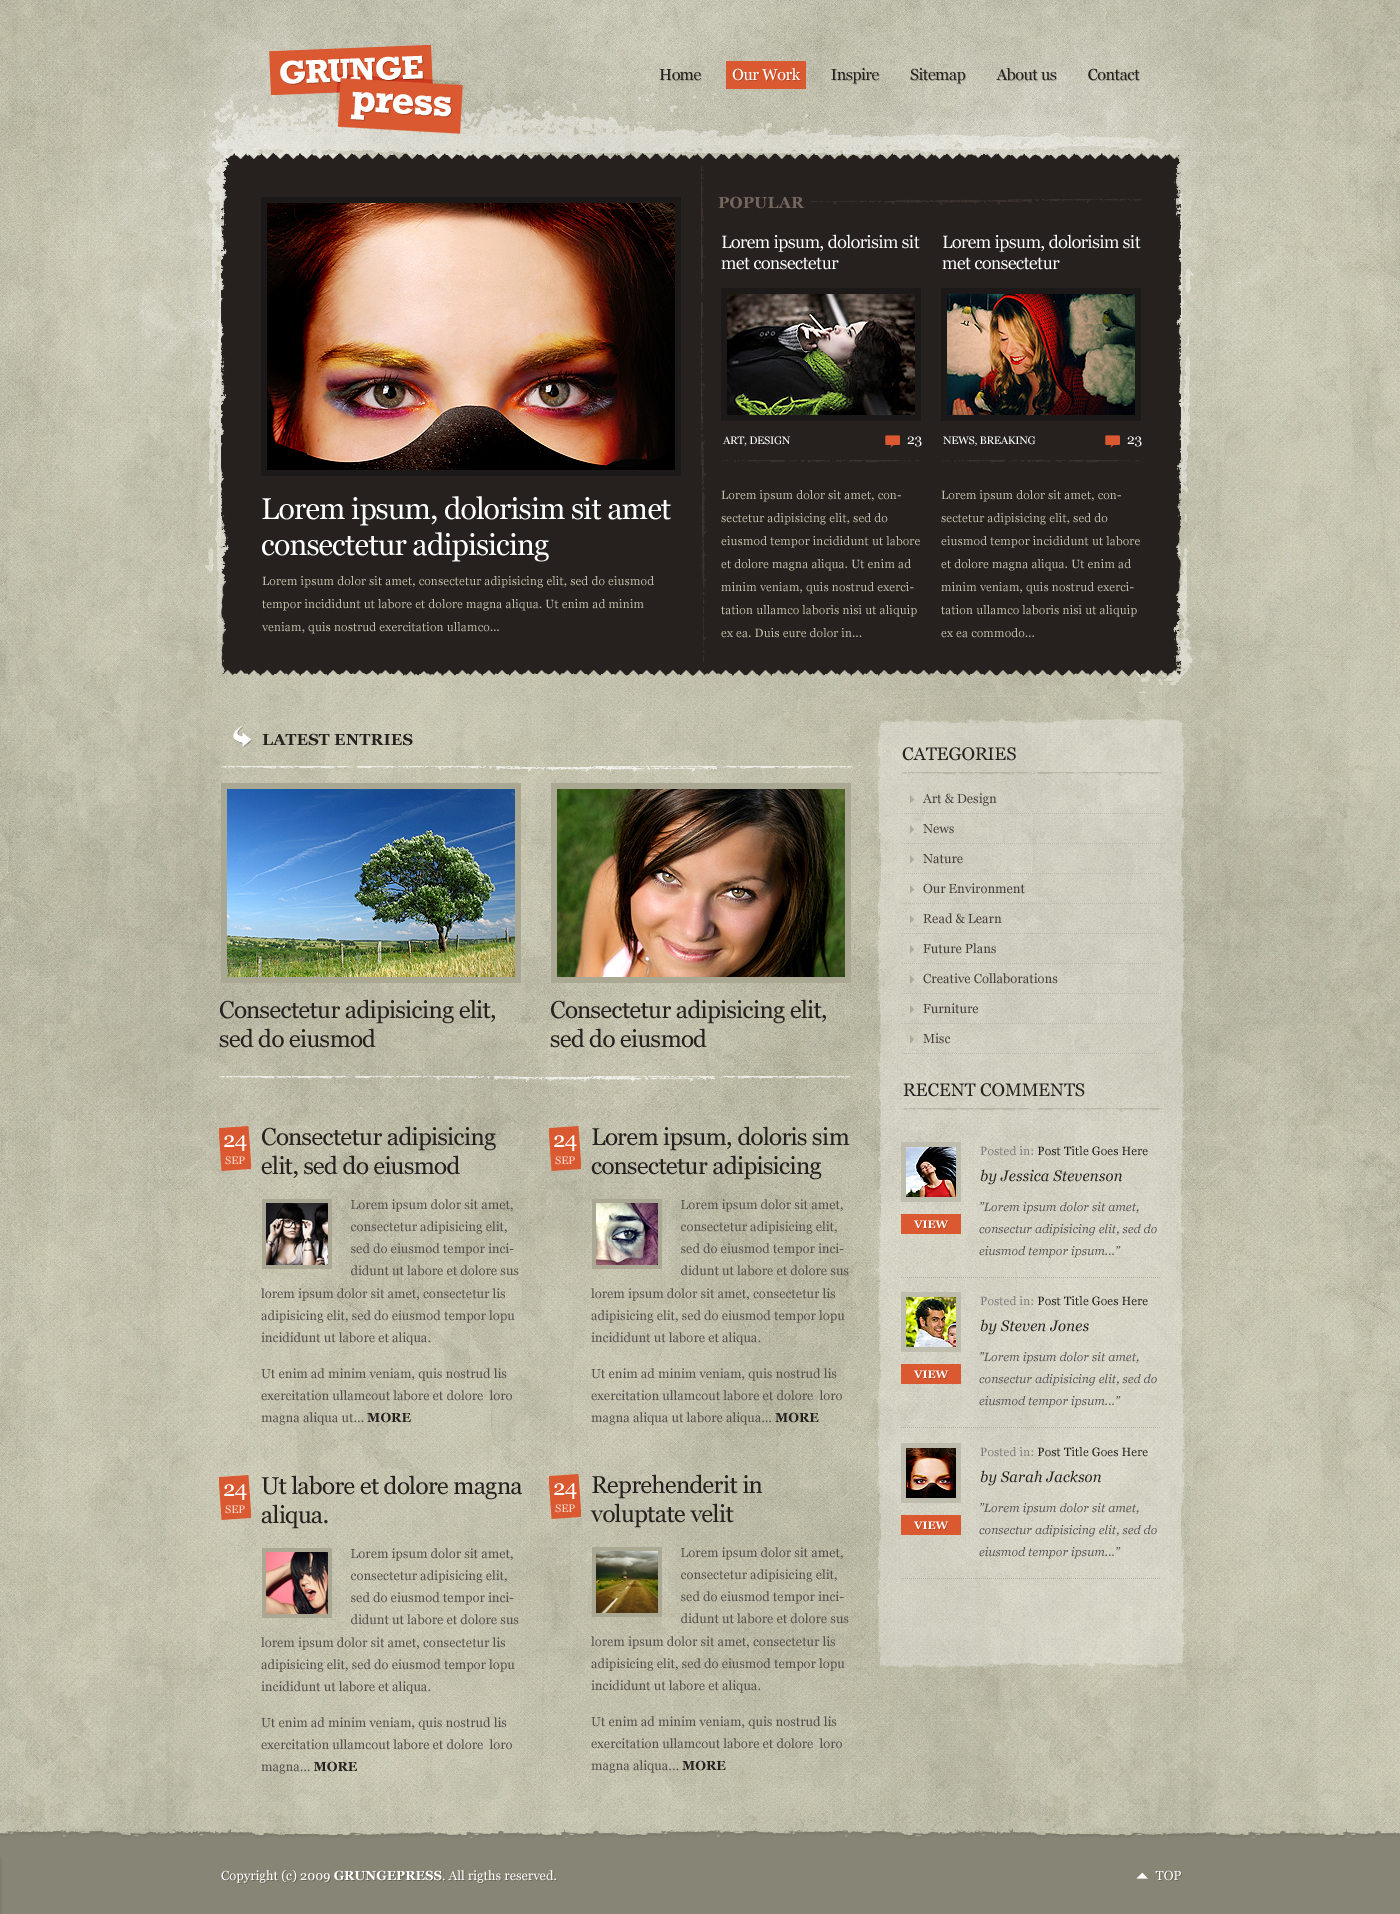 GRUNGE
press
Home
Our Work
Inspire
Sitemap
About us
Contact
Lorem ipsum, dolorisim sit amet
consectetur adipisicing
Lorem ipsum dolor sit amet, consectetur adipisicing elit, sed do eiusmod
tempor incididunt ut labore et dolore magna aliqua. Ut enim ad minim
veniam, quis nostrud exercitation ullamco...
POPULAR
Lorem ipsum, dolorisim sit
met consectetur
ART, DESIGN
23
Lorem ipsum dolor sit amet, con-
sectetur adipisicing elit, sed do
eiusmod tempor incididunt ut labore
et dolore magna aliqua. Ut enim ad
minim veniam, quis nostrud exerci-
tation ullamco laboris nisi ut aliquip
ex ea. Duis eure dolor in...
Lorem ipsum, dolorisim sit
met consectetur
NEWS, BREAKING
23
Lorem ipsum dolor sit amet, con-
sectetur adipisicing elit, sed do
eiusmod tempor incididunt ut labore
et dolore magna aliqua. Ut enim ad
minim veniam, quis nostrud exerci-
tation ullamco laboris nisi ut aliquip
ex ea commodo...
LATEST ENTRIES
Consectetur adipisicing elit,
sed do eiusmod
Consectetur adipisicing elit,
sed do eiusmod
24
SEP
Consectetur adipisicing
elit, sed do eiusmod
Lorem ipsum dolor sit amet,
consectetur adipisicing elit,
sed do eiusmod tempor inci-
didunt ut labore et dolore sus
lorem ipsum dolor sit amet, consectetur lis
adipisicing elit, sed do eiusmod tempor lopu
incididunt ut labore et aliqua.
Ut enim ad minim veniam, quis nostrud lis
exercitation ullamcout labore et dolore loro
magna aliqua ut... MORE
24
SEP
Lorem ipsum, doloris sim
consectetur adipisicing
Lorem ipsum dolor sit amet,
consectetur adipisicing elit,
sed do eiusmod tempor inci-
didunt ut labore et dolore sus
lorem ipsum dolor sit amet, consectetur lis
adipisicing elit, sed do eiusmod tempor lopu
incididunt ut labore et aliqua.
Ut enim ad minim veniam, quis nostrud lis
exercitation ullamcout labore et dolore loro
magna aliqua ut labore aliqua... MORE
24
SEP
Ut labore et dolore magna
aliqua.
Lorem ipsum dolor sit amet,
consectetur adipisicing elit,
sed do eiusmod tempor inci-
didunt ut labore et dolore sus
lorem ipsum dolor sit amet, consectetur lis
adipisicing elit, sed do eiusmod tempor lopu
incididunt ut labore et aliqua.
Ut enim ad minim veniam, quis nostrud lis
exercitation ullamcout labore et dolore loro
magna... MORE
24
SEP
Reprehenderit in
voluptate velit
Lorem ipsum dolor sit amet,
consectetur adipisicing elit,
sed do eiusmod tempor inci-
didunt ut labore et dolore sus
lorem ipsum dolor sit amet, consectetur lis
adipisicing elit, sed do eiusmod tempor lopu
incididunt ut labore et aliqua.
Ut enim ad minim veniam, quis nostrud lis
exercitation ullamcout labore et dolore loro
magna aliqua... MORE
CATEGORIES
Art & Design
News
Nature
Our Environment
Read & Learn
Future Plans
Creative Collaborations
Furniture
Misc
RECENT COMMENTS
Posted in: Post Title Goes Here
by Jessica Stevenson
"Lorem ipsum dolor sit amet,
consectur adipisicing elit, sed do
eiusmod tempor ipsum..."
VIEW
Posted in: Post Title Goes Here
by Steven Jones
"Lorem ipsum dolor sit amet,
consectur adipisicing elit, sed do
eiusmod tempor ipsum..."
VIEW
Posted in: Post Title Goes Here
by Sarah Jackson
"Lorem ipsum dolor sit amet,
consectur adipisicing elit, sed do
eiusmod tempor ipsum..."
VIEW
Copyright (c) 2009 GRUNGEPRESS. All rigths reserved.
TOP